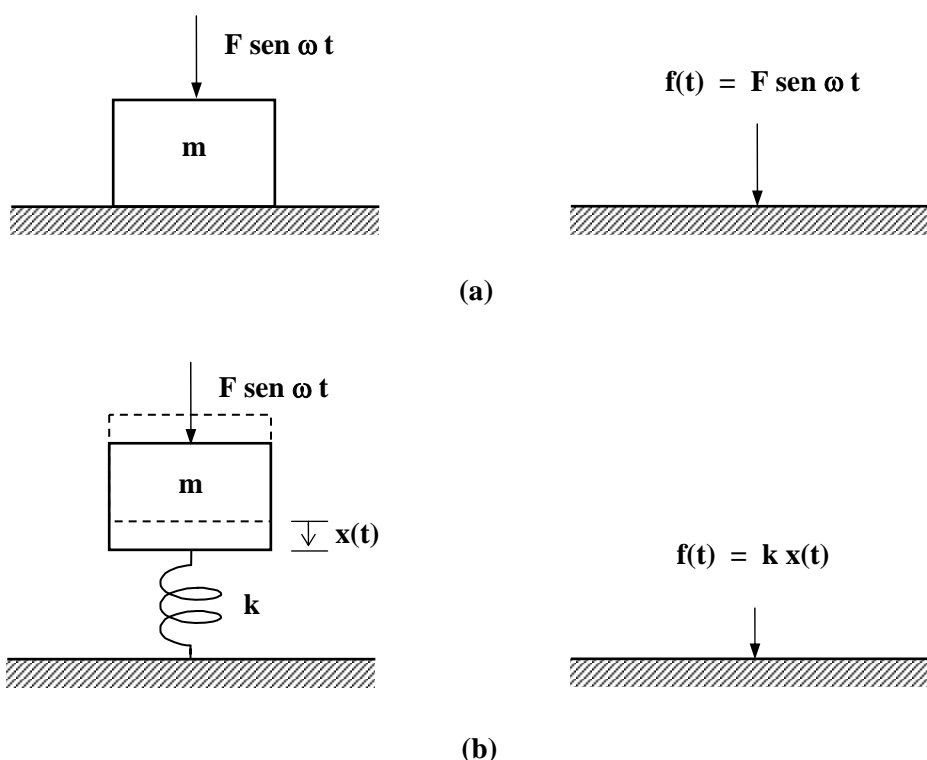 F sen ω t
m
f(t) = F sen ω t
(a)
F sen ω t
m
x(t)
k
f(t) = k x(t)
(b)